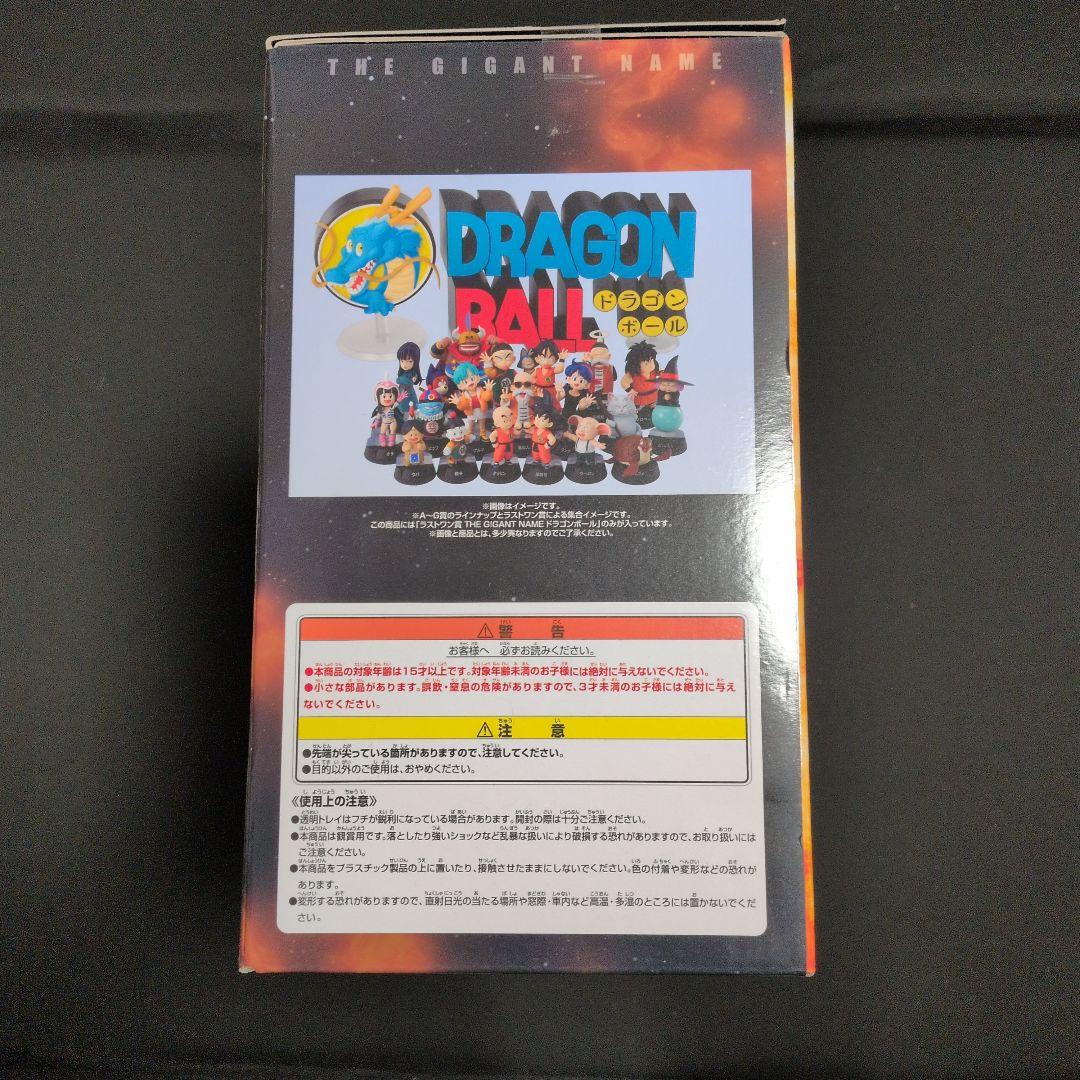 THE GIGANT NAME
DRAGON
BALL
ドラゴン
ボール
※画像はイメージです。
※A～G賞のラインナップとラストワン賞による集合イメージです。
この商品には「ラストワン賞 THE GIGANT NAME ドラゴンボール」のみが入っています。
※画像と商品とは、多少異なりますのでご了承ください。
⚠警告
お客様へ 必ずお読みください。
●本商品の対象年齢は15才以上です。対象年齢未満のお子様には絶対に与えないでください。
●小さな部品があります。誤飲・窒息の危険がありますので、3才未満のお子様には絶対に与え
ないでください。
⚠注意
●先端が尖っている箇所がありますので、注意してください。
●目的以外のご使用は、おやめください。
《使用上の注意》
●透明トレイはフチが鋭利になっている場合があります。開封の際は十分ご注意ください。
●本商品は観賞用です。落としたり強いショックなど乱暴な扱いにより破損する恐れがありますので、お取り扱いには
ご注意ください。
●本商品をプラスチック製品の上に置いたり、接触させたままにしないでください。色の付着や変形などの恐れが
あります。
●変形する恐れがありますので、直射日光の当たる場所や窓際・車内など高温・多湿のところには置かないでくだ
さい。